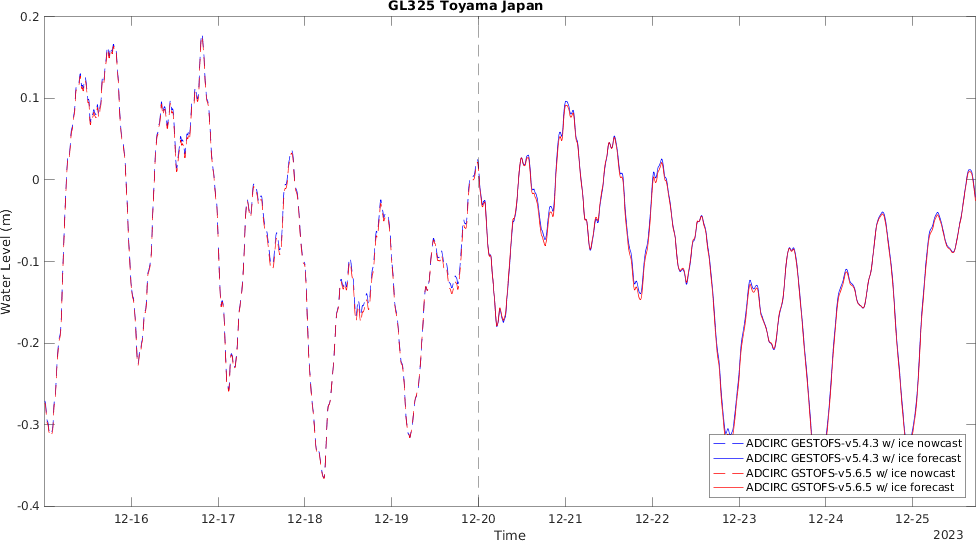 GL325 Toyama Japan
Water Level (m)
0.2
0.1
0
-0.1
-0.2
-0.3
-0.4
ADCIRC GESTOFS-v5.4.3 w/ ice nowcast
ADCIRC GESTOFS-v5.4.3 w/ ice forecast
ADCIRC GSTOFS-v5.6.5 w/ ice nowcast
ADCIRC GSTOFS-v5.6.5 w/ ice forecast
12-16 12-17 12-18 12-19 12-20 12-21 12-22 12-23 12-24 12-25
Time
2023